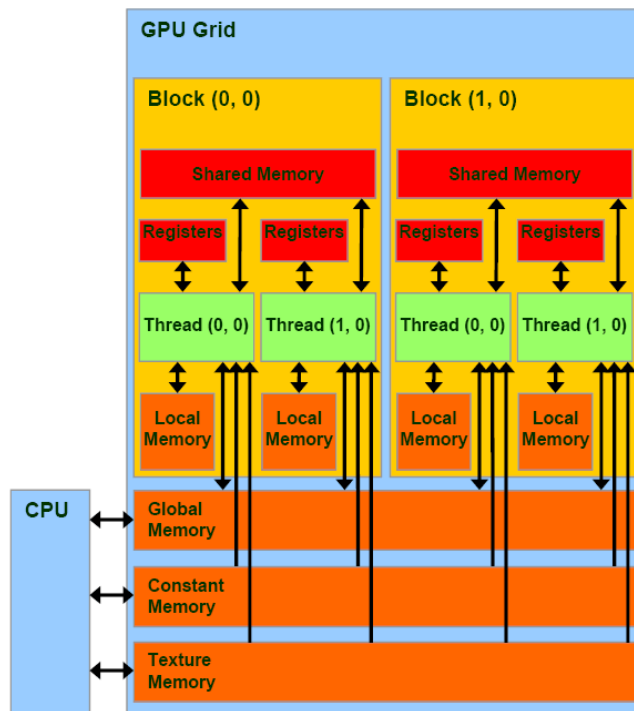 GPU Grid
Block (0, 0)
Block (1, 0)
Shared Memory
Shared Memory
Registers
Registers
Registers
Registers
Thread (0, 0)
Thread (1, 0)
Thread (0, 0)
Thread (1, 0)
Local
Memory
Local
Memory
Local
Memory
Local
Memory
CPU
Global
Memory
Constant
Memory
Texture
Memory